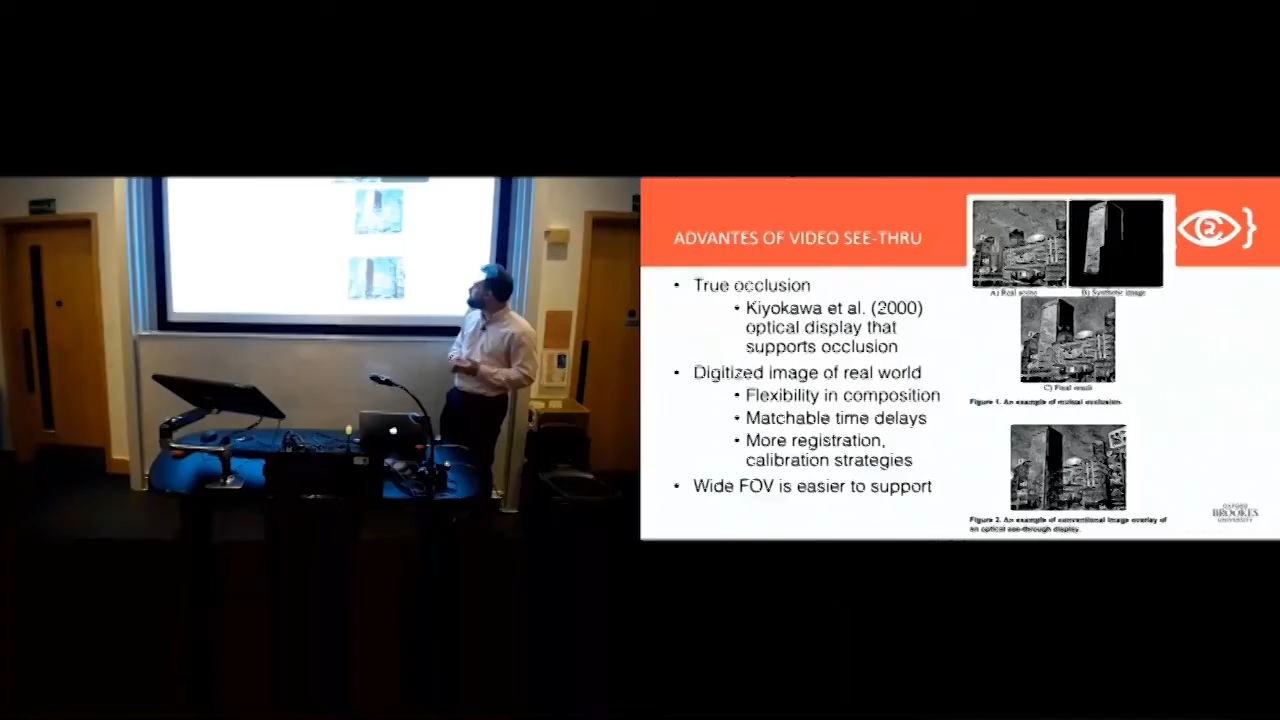 ADVANTES OF VIDEO SEE-THRU
• True occlusion
• Kiyokawa et al. (2000)
optical display that
supports occlusion
• Digitized image of real world
• Flexibility in composition
• Matchable time delays
• More registration,
calibration strategies
• Wide FOV is easier to support
A) Real scene
B) Synthetic image
C) Final result
Figure 1. An example of mutual occlusion.
Figure 2. An example of conventional image overlay of
an optical see-through display.
OXFORD
BROOKES
UNIVERSITY